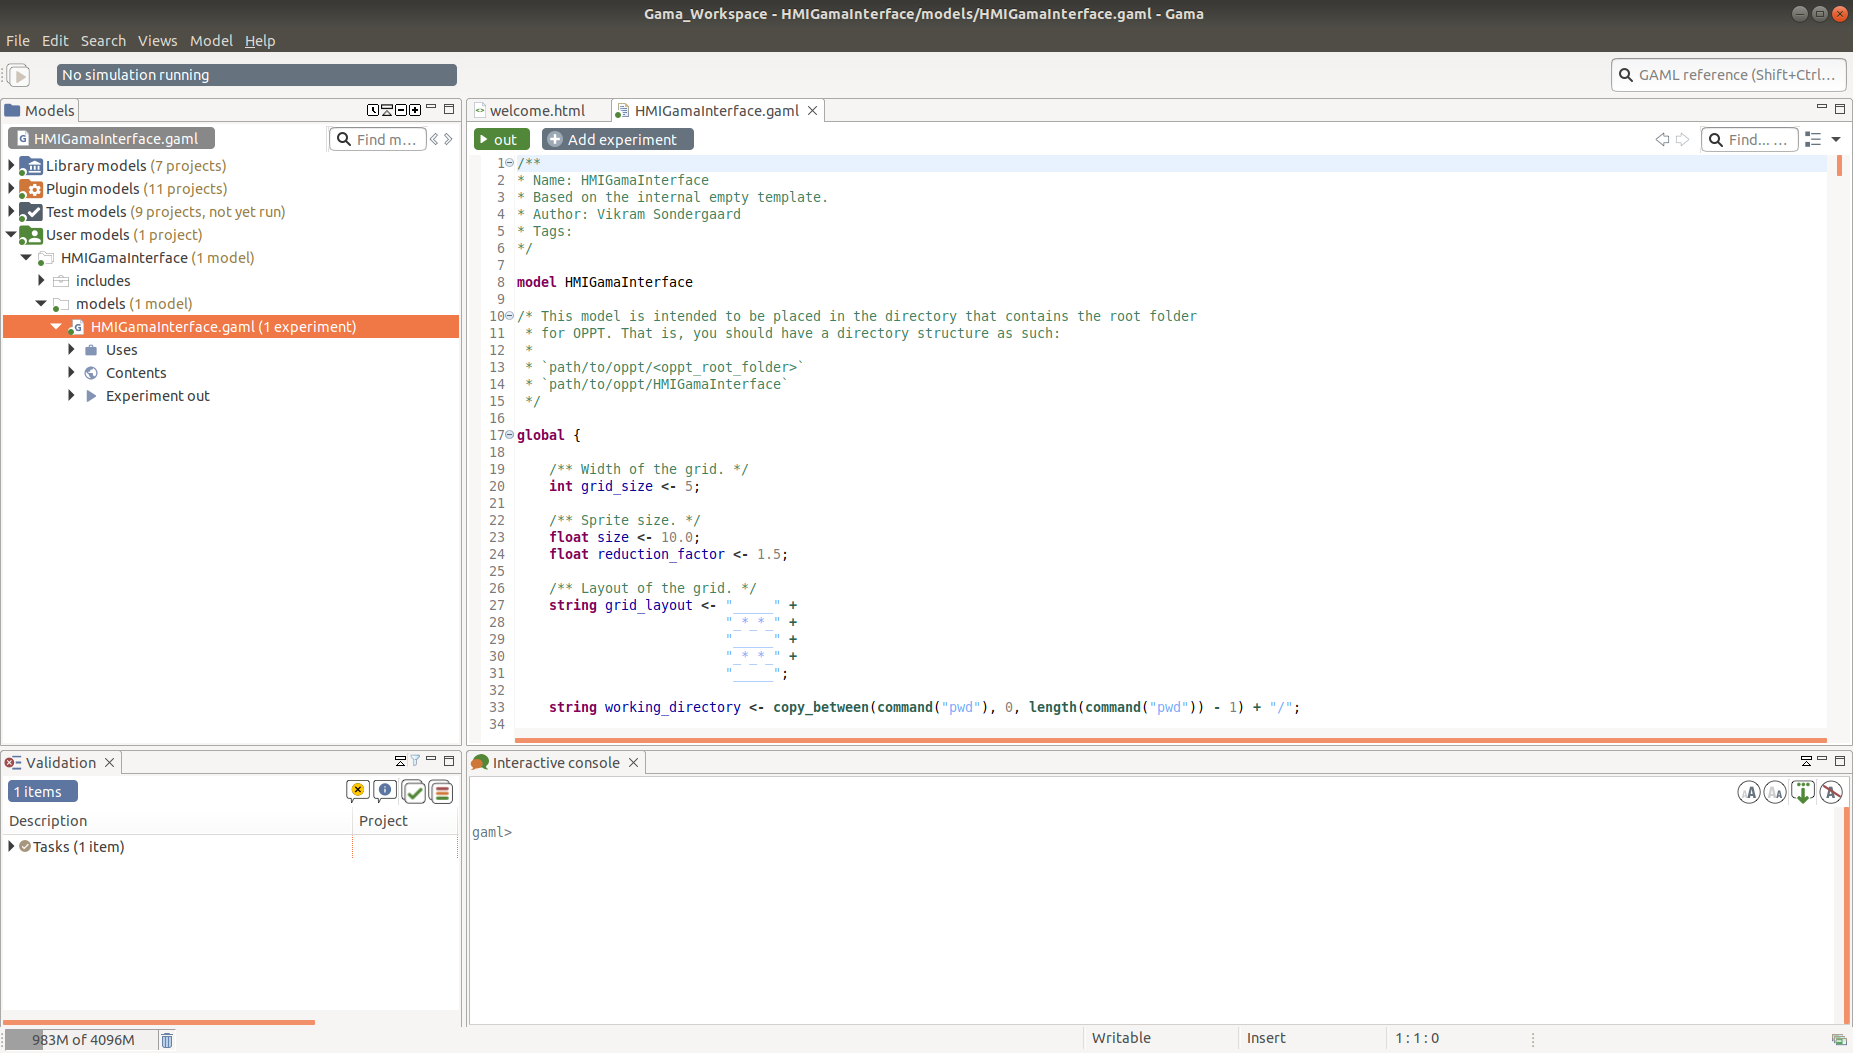 Gama_Workspace - HMIGamaInterface/models/HMIGamaInterface.gaml - Gama
File Edit Search Views Model Help
No simulation running
GAML reference (Shift+Ctrl...
Models
HMIGamaInterface.gaml
Find m...
Library models (7 projects)
Plugin models (11 projects)
Test models (9 projects, not yet run)
User models (1 project)
HMIGamaInterface (1 model)
includes
models (1 model)
HMIGamaInterface.gaml (1 experiment)
Uses
Contents
Experiment out
welcome.html
HMIGamaInterface.gaml
out
Add experiment
Find... ...
1 /**
2 * Name: HMIGamaInterface
3 * Based on the internal empty template.
4 * Author: Vikram Sondergaard
5 * Tags:
6 */
7
8 model HMIGamaInterface
9
10 /* This model is intended to be placed in the directory that contains the root folder
11 * for OPPT. That is, you should have a directory structure as such:
12 *
13 * `path/to/oppt/<oppt_root_folder>`
14 * `path/to/oppt/HMIGamaInterface`
15 */
16
17 global {
18
19 /** Width of the grid. */
20 int grid_size <- 5;
21
22 /** Sprite size. */
23 float size <- 10.0;
24 float reduction_factor <- 1.5;
25
26 /** Layout of the grid. */
27 string grid_layout <- "_____" +
28 "_*_*_" +
29 "_____" +
30 "_*_*_" +
31 "_____";
32
33 string working_directory <- copy_between(command("pwd"), 0, length(command("pwd")) - 1) + "/";
34
Validation
1 items
Description Project
Tasks (1 item)
Interactive console
gaml>
983M of 4096M
Writable
Insert
1 : 1 : 0